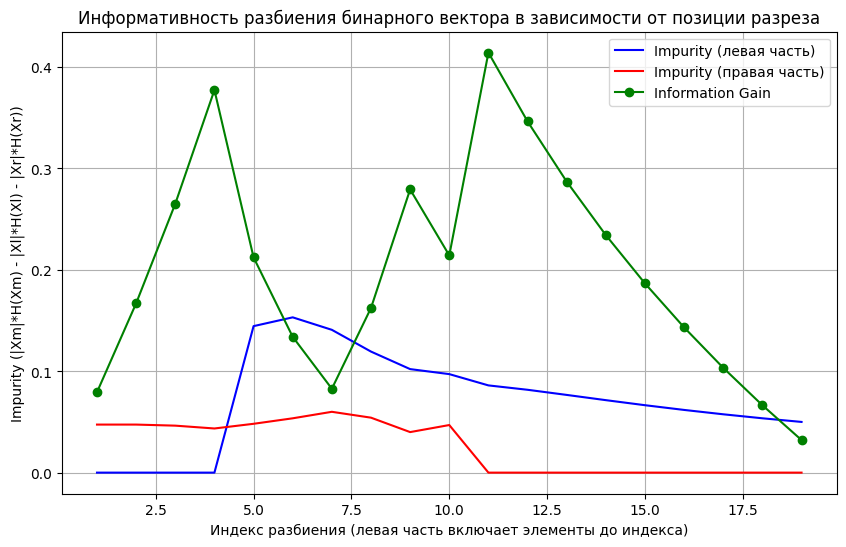 Информативность разбиения бинарного вектора в зависимости от позиции разреза
Impurity (левая часть)
Impurity (правая часть)
Information Gain
Impurity (|Xm|*H(Xm) - |Xl|*H(Xl) - |Xr|*H(Xr))
0.4
0.3
0.2
0.1
0.0
2.5 5.0 7.5 10.0 12.5 15.0 17.5
Индекс разбиения (левая часть включает элементы до индекса)